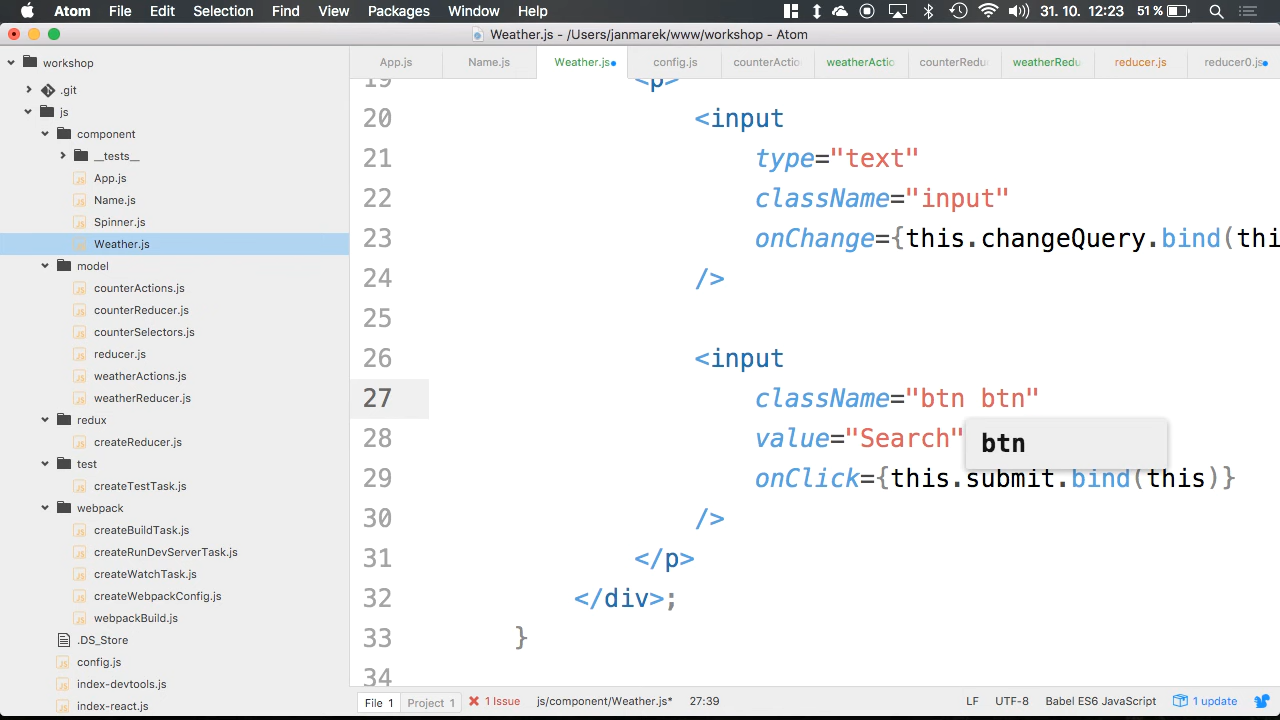 Atom File Edit Selection Find View Packages Window Help 31. 10. 12:23 51%
Weather.js - /Users/janmarek/www/workshop - Atom
App.js Name.js Weather.js config.js counterActio weatherActio counterRedu weatherRedu reducer.js reducer0.js
workshop
.git
js
component
__tests__
App.js
Name.js
Spinner.js
Weather.js
model
counterActions.js
counterReducer.js
counterSelectors.js
reducer.js
weatherActions.js
weatherReducer.js
redux
createReducer.js
test
createTestTask.js
webpack
createBuildTask.js
createRunDevServerTask.js
createWatchTask.js
createWebpackConfig.js
webpackBuild.js
.DS_Store
config.js
index-devtools.js
index-react.js
19 <p>
20 <input
21 type="text"
22 className="input"
23 onChange={this.changeQuery.bind(thi
24 />
25
26 <input
27 className="btn btn"
28 value="Search"
btn
29 onClick={this.submit.bind(this)}
30 />
31 </p>
32 </div>;
33 }
34
File 1 Project 1 1 Issue js/component/Weather.js* 27:39 LF UTF-8 Babel ES6 JavaScript 1 update